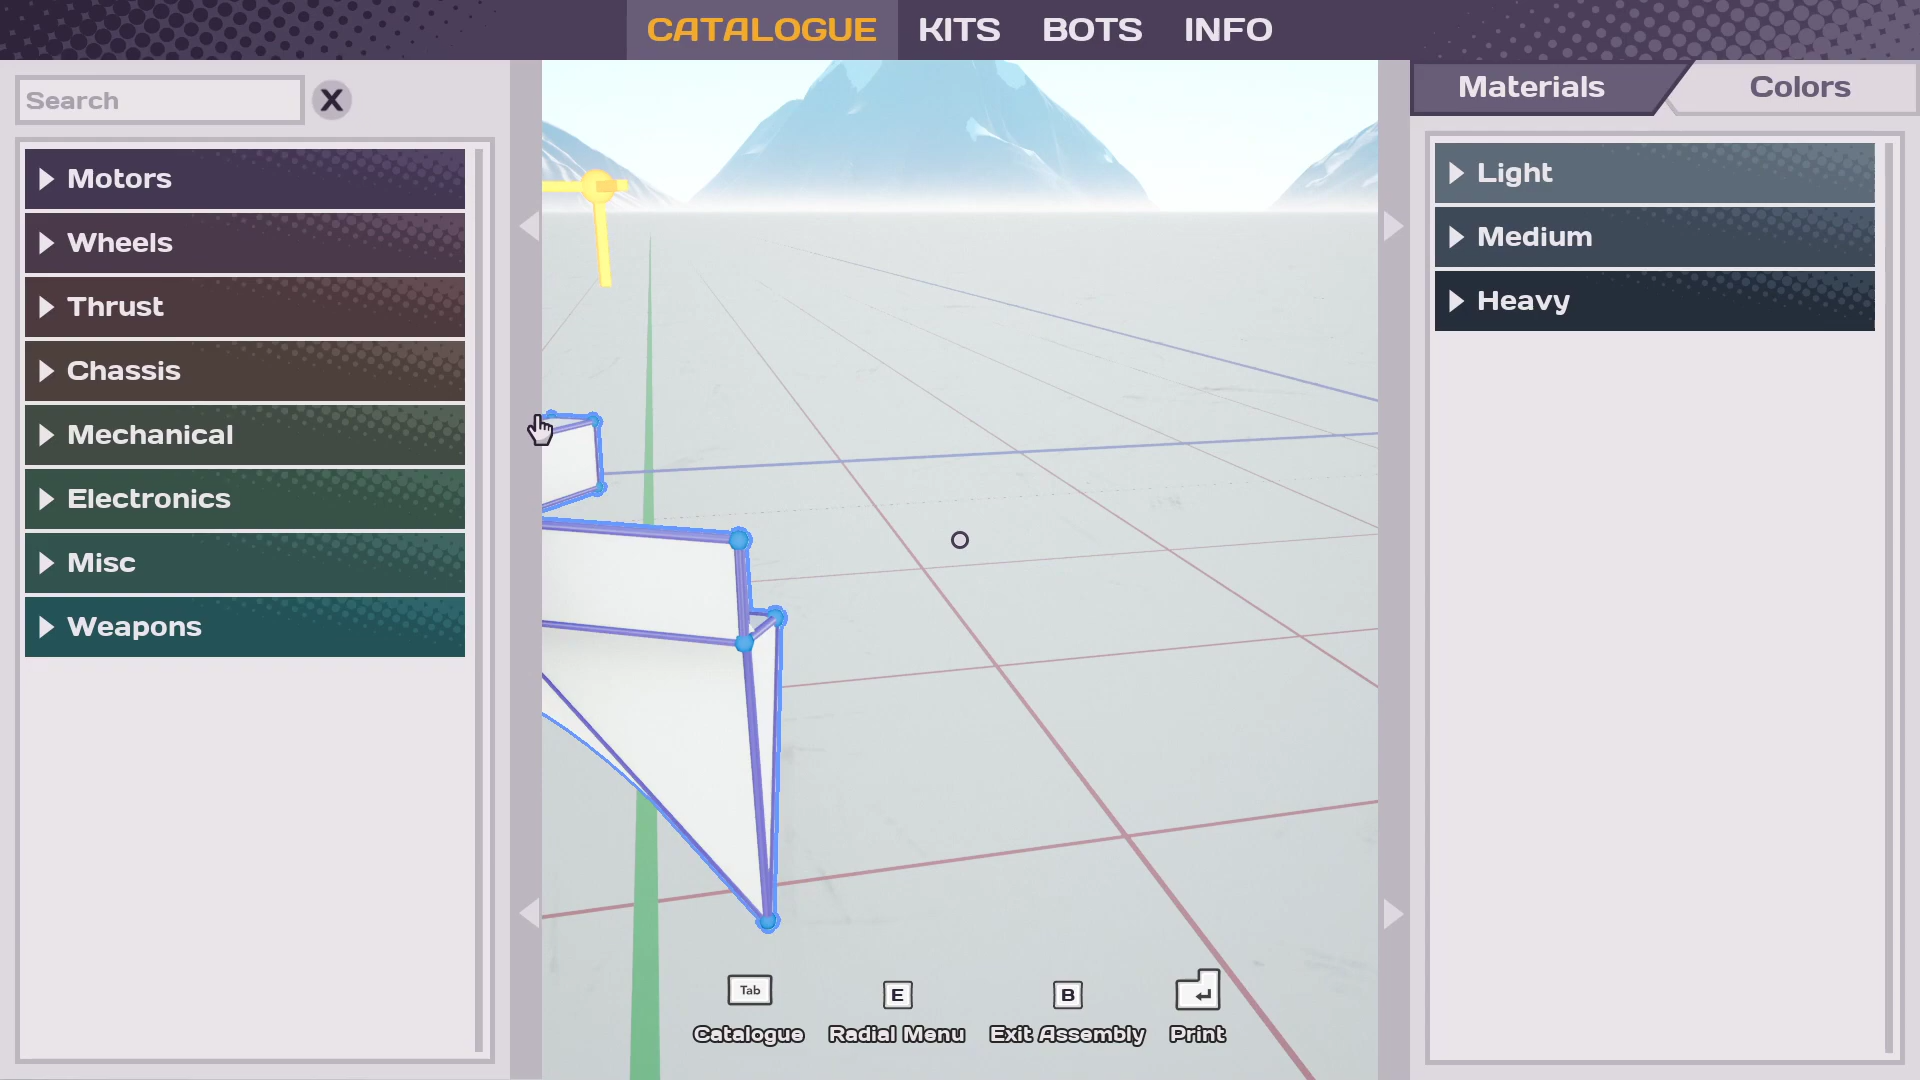 CATALOGUE KITS BOTS INFO
Search X
Motors
Wheels
Thrust
Chassis
Mechanical
Electronics
Misc
Weapons
Materials Colors
Light
Medium
Heavy
Tab E B
Catalogue Radial Menu Exit Assembly Print